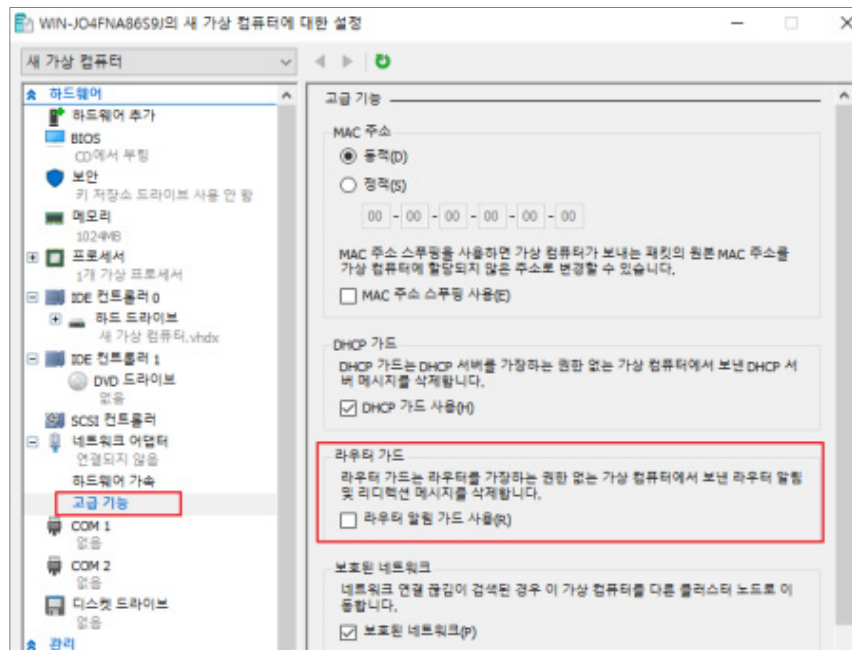 WIN-JO4FNA86S9J의 새 가상 컴퓨터에 대한 설정
새 가상 컴퓨터
하드웨어
하드웨어 추가
BIOS
CD에서 부팅
보안
키 저장소 드라이브 사용 안 함
메모리
1024MB
프로세서
1개 가상 프로세서
IDE 컨트롤러 0
하드 드라이브
새 가상 컴퓨터.vhdx
IDE 컨트롤러 1
DVD 드라이브
없음
SCSI 컨트롤러
네트워크 어댑터
연결되지 않음
하드웨어 가속
고급 기능
COM 1
없음
COM 2
없음
디스켓 드라이브
없음
관리
고급 기능
MAC 주소
동적(D)
정적(S)
00 - 00 - 00 - 00 - 00 - 00
MAC 주소 스푸핑을 사용하면 가상 컴퓨터가 보내는 패킷의 원본 MAC 주소를
가상 컴퓨터에 할당되지 않은 주소로 변경할 수 있습니다.
MAC 주소 스푸핑 사용(E)
DHCP 가드
DHCP 가드는 DHCP 서버를 가장하는 권한 없는 가상 컴퓨터에서 보낸 DHCP 서
버 메시지를 삭제합니다.
DHCP 가드 사용(H)
라우터 가드
라우터 가드는 라우터를 가장하는 권한 없는 가상 컴퓨터에서 보낸 라우터 알림
및 리디렉션 메시지를 삭제합니다.
라우터 알림 가드 사용(R)
보호된 네트워크
네트워크 연결 끊김이 검색된 경우 이 가상 컴퓨터를 다른 클러스터 노드로 이
동합니다.
보호된 네트워크(P)